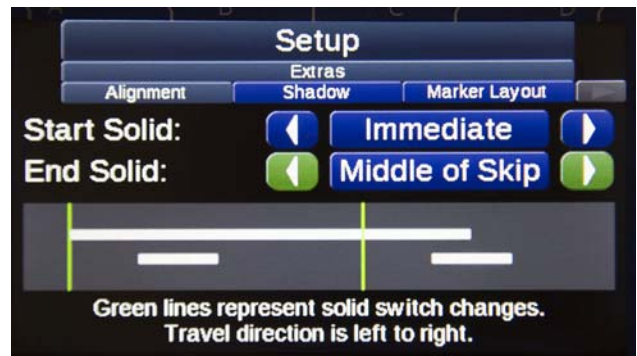 A B C D
Setup
Extras
Alignment Shadow Marker Layout
Start Solid: Immediate
End Solid: Middle of Skip
Green lines represent solid switch changes.
Travel direction is left to right.